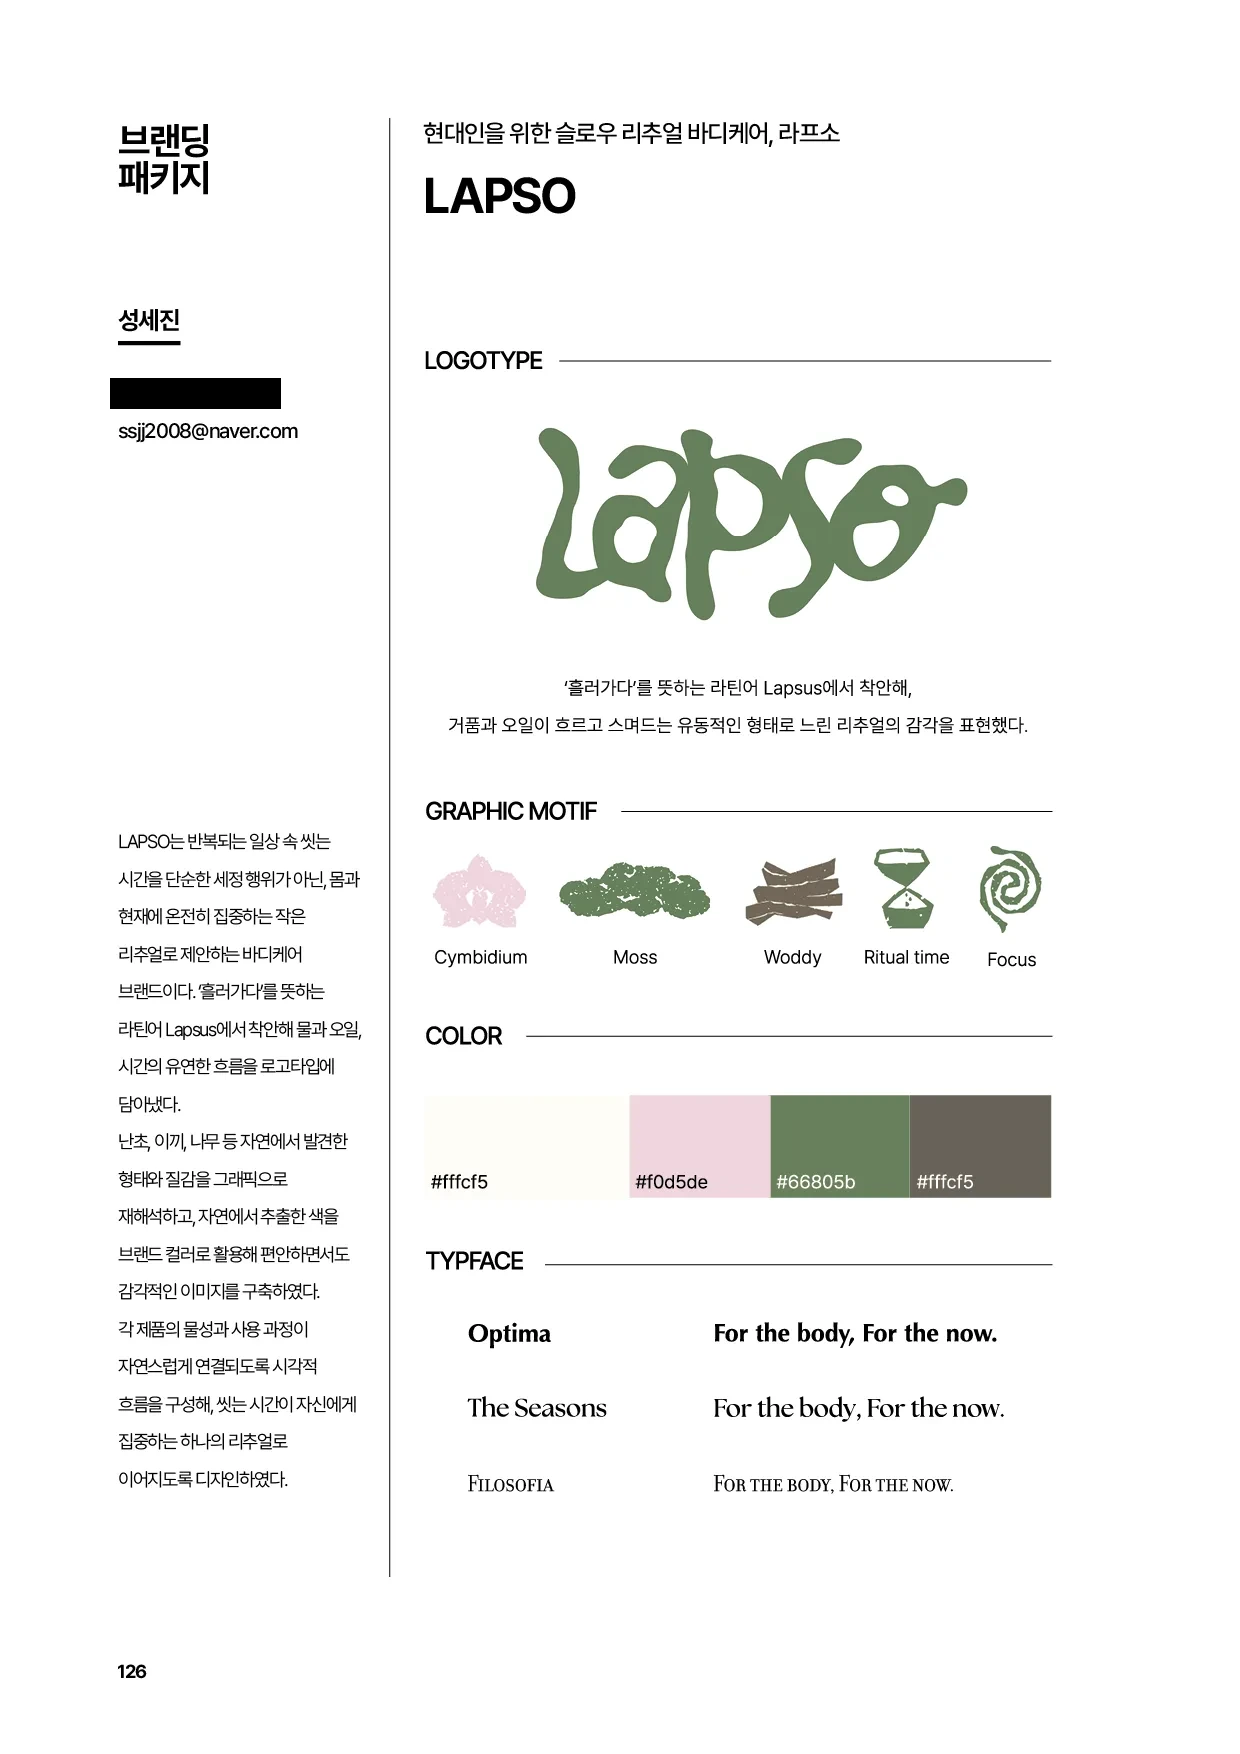 브랜딩
패키지
성세진
ssjj2008@naver.com
LAPSO는 반복되는 일상 속 씻는
시간을 단순한 세정 행위가 아닌, 몸과
현재에 온전히 집중하는 작은
리추얼로 제안하는 바디케어
브랜드이다. ‘흘러가다’를 뜻하는
라틴어 Lapsus에서 착안해 물과 오일,
시간의 유연한 흐름을 로고타입에
담아냈다.
난초, 이끼, 나무 등 자연에서 발견한
형태와 질감을 그래픽으로
재해석하고, 자연에서 추출한 색을
브랜드 컬러로 활용해 편안하면서도
감각적인 이미지를 구축하였다.
각 제품의 물성과 사용 과정이
자연스럽게 연결되도록 시각적
흐름을 구성해, 씻는 시간이 자신에게
집중하는 하나의 리추얼로
이어지도록 디자인하였다.
126
현대인을 위한 슬로우 리추얼 바디케어, 라프소
LAPSO
LOGOTYPE
Lapso
‘흘러가다’를 뜻하는 라틴어 Lapsus에서 착안해,
거품과 오일이 흐르고 스며드는 유동적인 형태로 느린 리추얼의 감각을 표현했다.
GRAPHIC MOTIF
Cymbidium Moss Woddy Ritual time Focus
COLOR
#fffcf5 #f0d5de #66805b #fffcf5
TYPFACE
Optima For the body, For the now.
The Seasons For the body, For the now.
FILOSOFIA FOR THE BODY, FOR THE NOW.